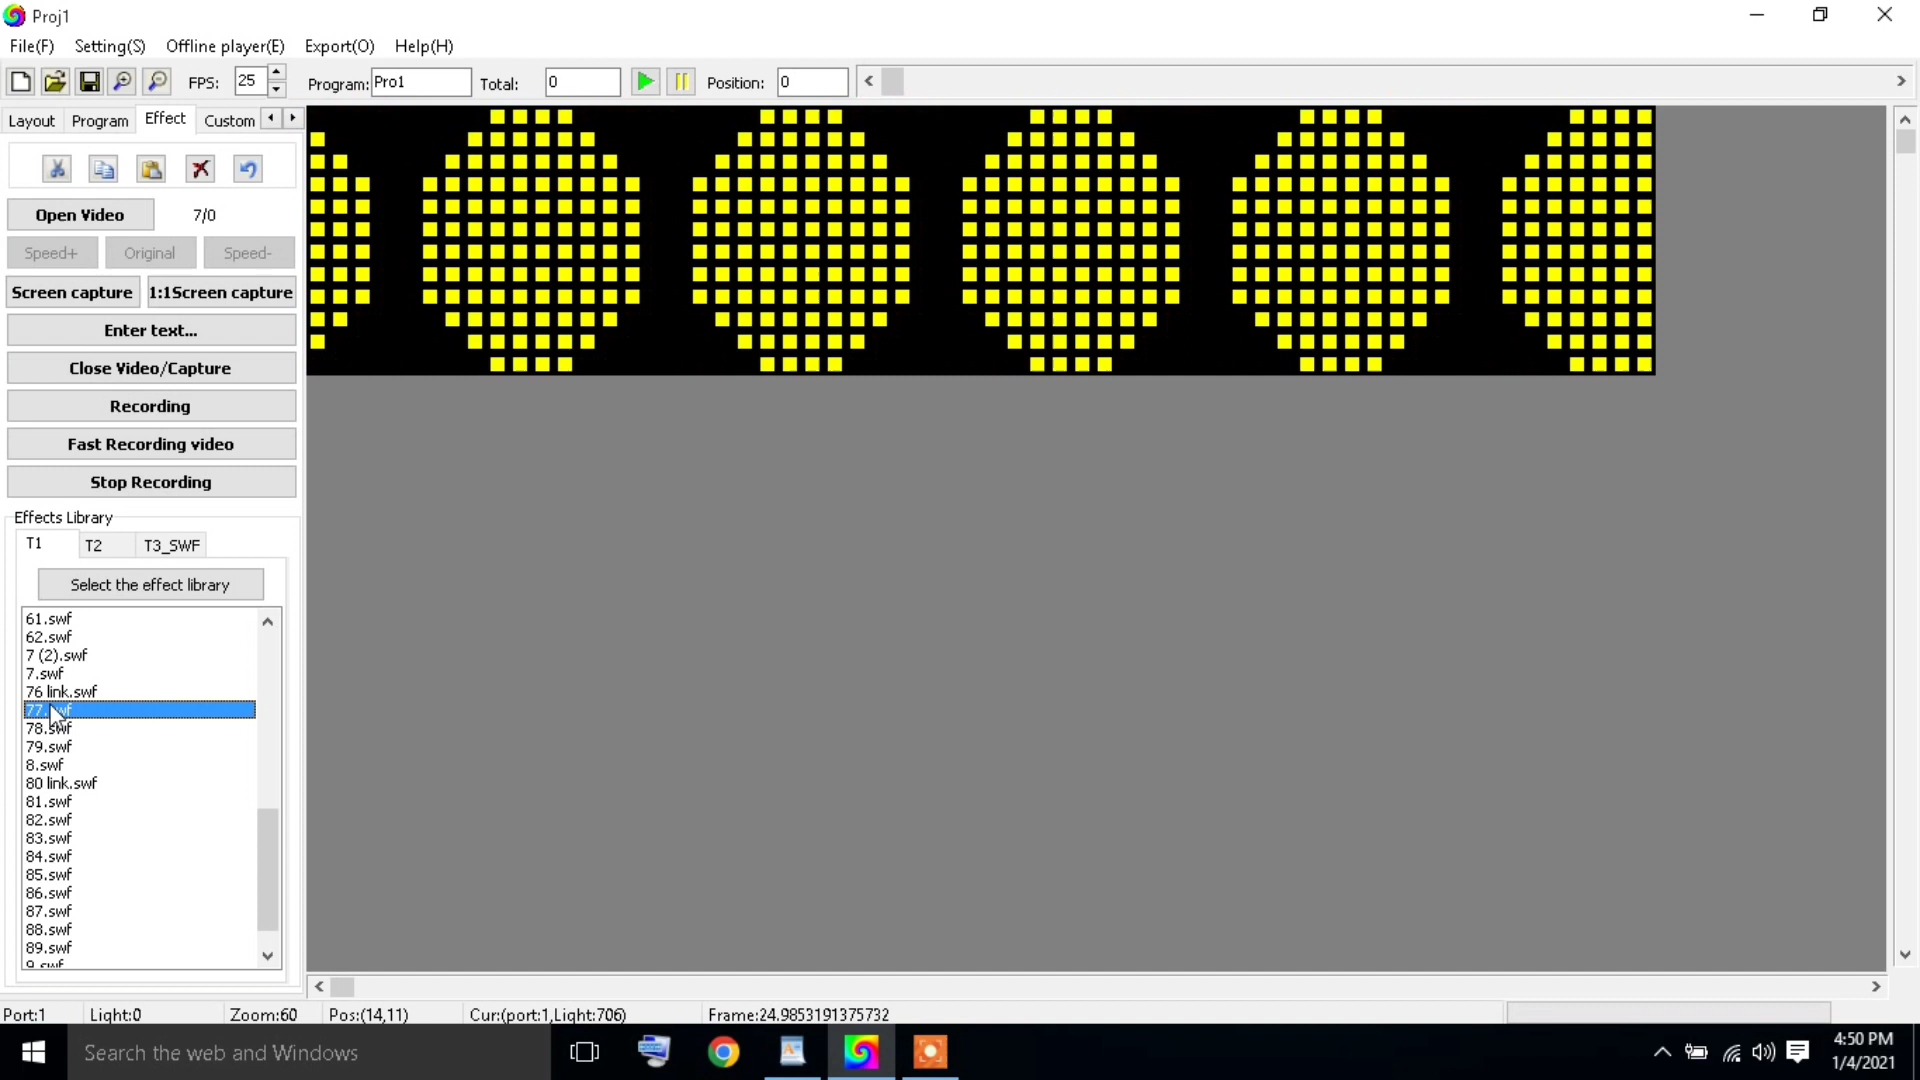 Proj1
File(F) Setting(S) Offline player(E) Export(O) Help(H)
FPS: 25 Program: Pro1 Total: 0 Position: 0
Layout Program Effect Custom
Open Video 7/0
Speed+ Original Speed-
Screen capture 1:1Screen capture
Enter text...
Close Video/Capture
Recording
Fast Recording video
Stop Recording
Effects Library
T1 T2 T3_SWF
Select the effect library
61.swf
62.swf
7 (2).swf
7.swf
76 link.swf
77.swf
78.swf
79.swf
8.swf
80 link.swf
81.swf
82.swf
83.swf
84.swf
85.swf
86.swf
87.swf
88.swf
89.swf
9.swf
Port:1 Light:0 Zoom:60 Pos:(14,11) Cur:(port:1,Light:706) Frame:24.9853191375732
Search the web and Windows
4:50 PM
1/4/2021